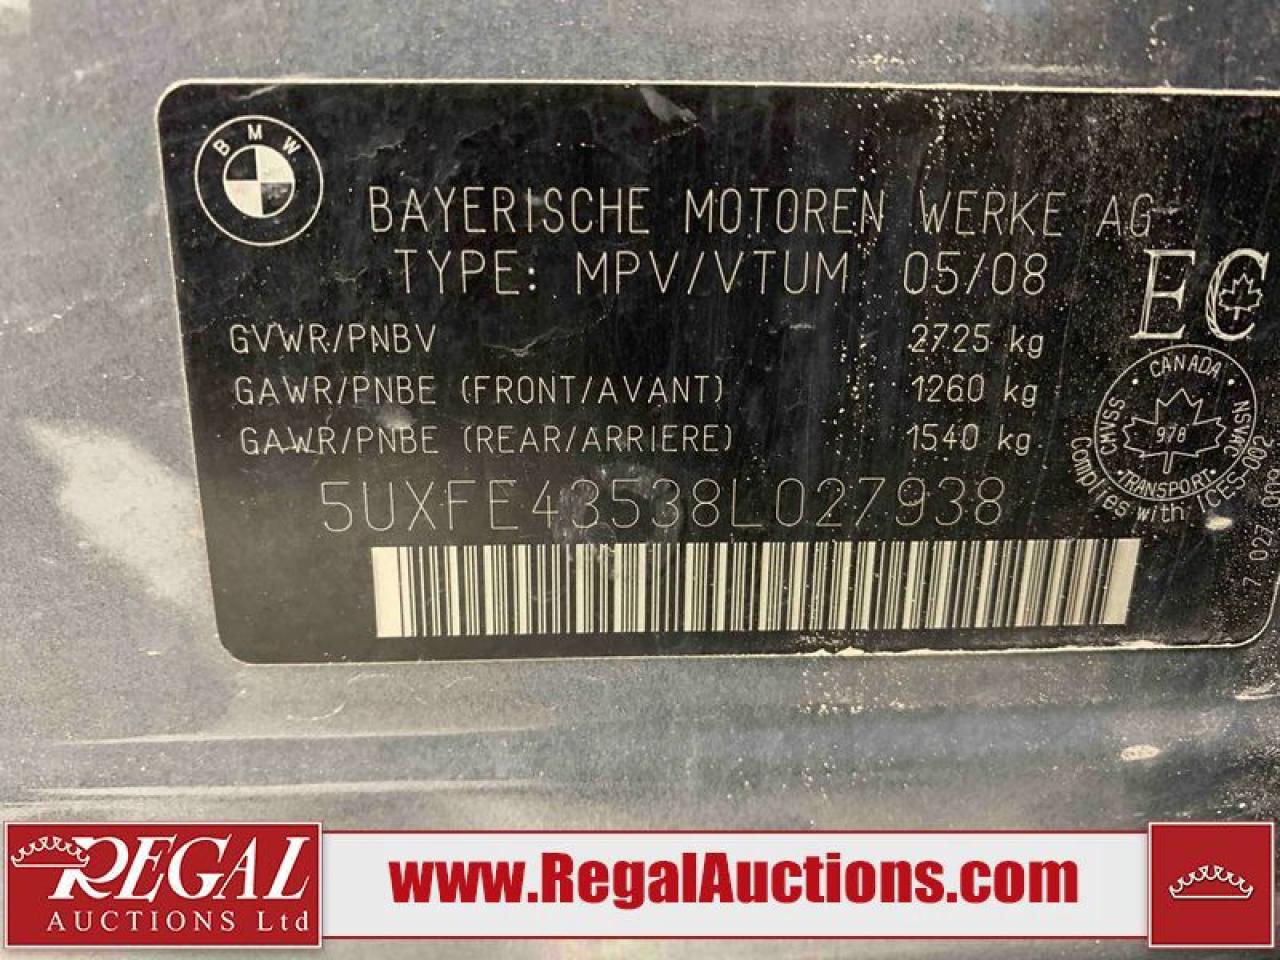 BMW
BAYERISCHE MOTOREN WERKE AG
TYPE: MPV/VTUM 05/08
EC
GVWR/PNBV 2725 kg
GAWR/PNBE (FRONT/AVANT) 1260 kg
GAWR/PNBE (REAR/ARRIERE) 1540 kg
CANADA
CMVSS
978
NSVAC
TRANSPORT
Complies with ICES-002
5UXFE43538L027938
7 027
REGAL
AUCTIONS Ltd
www.RegalAuctions.com